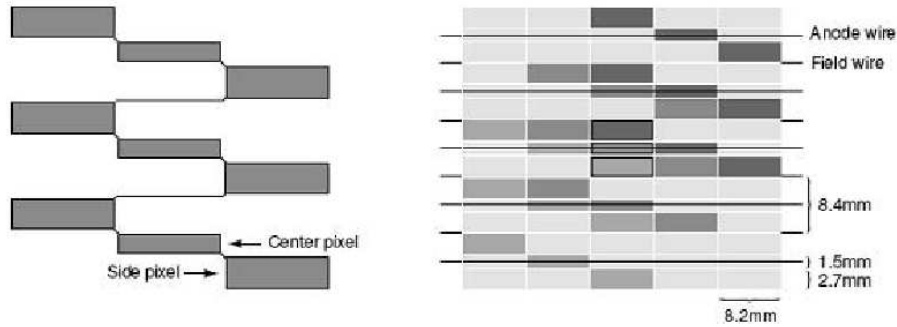 Anode wire
Field wire
Center pixel
Side pixel
8.4mm
1.5mm
2.7mm
8.2mm